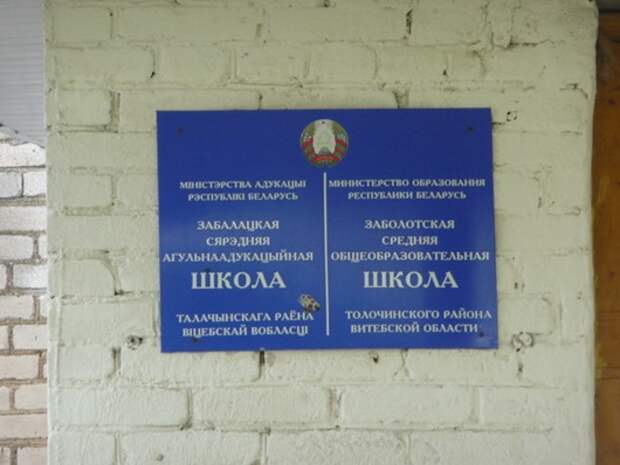 МІНІСТЭРСТВА АДУКАЦЫІ
РЭСПУБЛІКІ БЕЛАРУСЬ
ЗАБАЛАЦКАЯ
СЯРЭДНЯЯ
АГУЛЬНААДУКАЦЫЙНАЯ
ШКОЛА
ТАЛАЧЫНСКАГА РАЁНА
ВІЦЕБСКАЙ ВОБЛАСЦІ
МИНИСТЕРСТВО ОБРАЗОВАНИЯ
РЕСПУБЛИКИ БЕЛАРУСЬ
ЗАБОЛОТСКАЯ
СРЕДНЯЯ
ОБЩЕОБРАЗОВАТЕЛЬНАЯ
ШКОЛА
ТОЛОЧИНСКОГО РАЙОНА
ВИТЕБСКОЙ ОБЛАСТИ